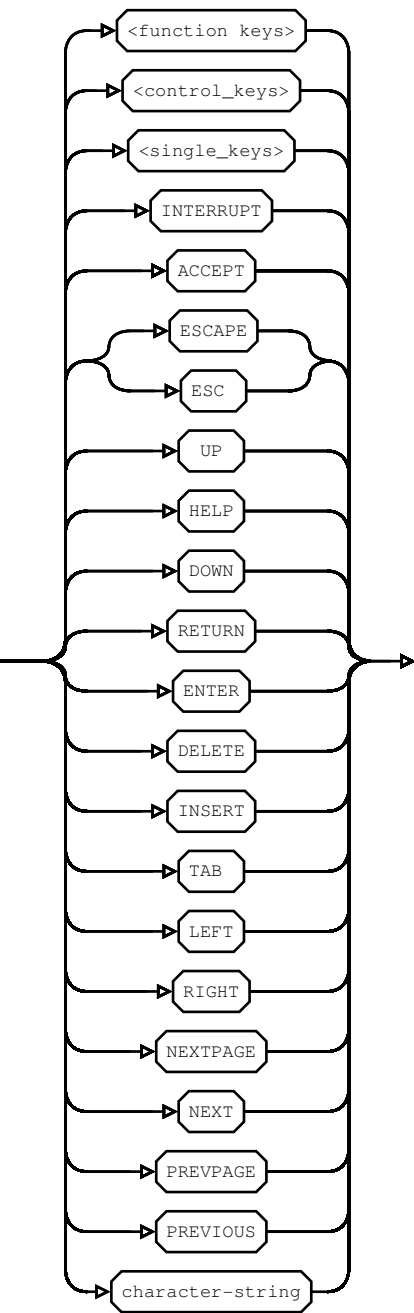 <function keys>
<control_keys>
<single_keys>
INTERRUPT
ACCEPT
ESCAPE
ESC
UP
HELP
DOWN
RETURN
ENTER
DELETE
INSERT
TAB
LEFT
RIGHT
NEXTPAGE
NEXT
PREVPAGE
PREVIOUS
character-string